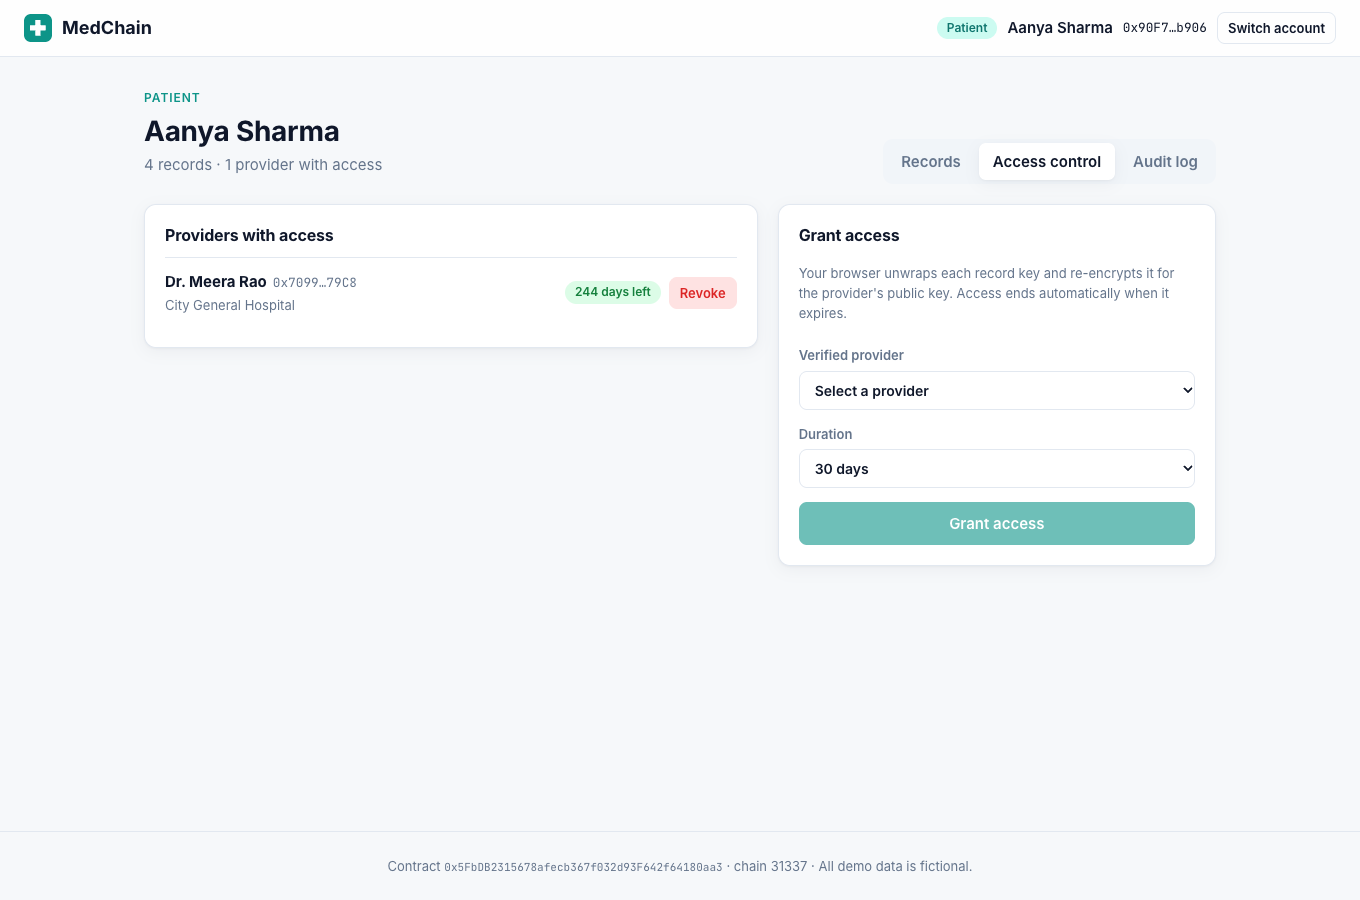 MedChain
Patient Aanya Sharma 0x90F7…b906 Switch account
PATIENT
Aanya Sharma
4 records · 1 provider with access
Records Access control Audit log
Providers with access
Dr. Meera Rao 0x7099…79C8
City General Hospital
244 days left Revoke
Grant access
Your browser unwraps each record key and re-encrypts it for
the provider's public key. Access ends automatically when it
expires.
Verified provider
Select a provider
Duration
30 days
Grant access
Contract 0x5FbDB2315678afecb367f032d93F642f64180aa3 · chain 31337 · All demo data is fictional.